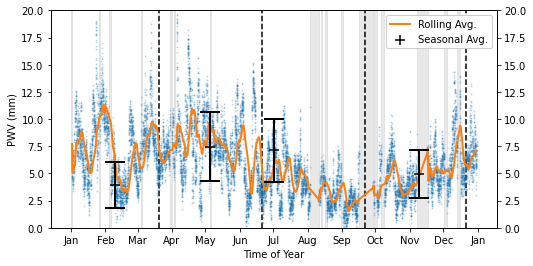 20.0 20.0
Rolling Avg.
17.5 17.5
Seasonal Avg.
15.0 15.0
12.5 12.5
PWV (mm)
10.0 10.0
7.5 7.5
5.0 5.0
2.5 2.5
0.0 0.0
Jan Feb Mar Apr May Jun Jul Aug Sep Oct Nov Dec Jan
Time of Year